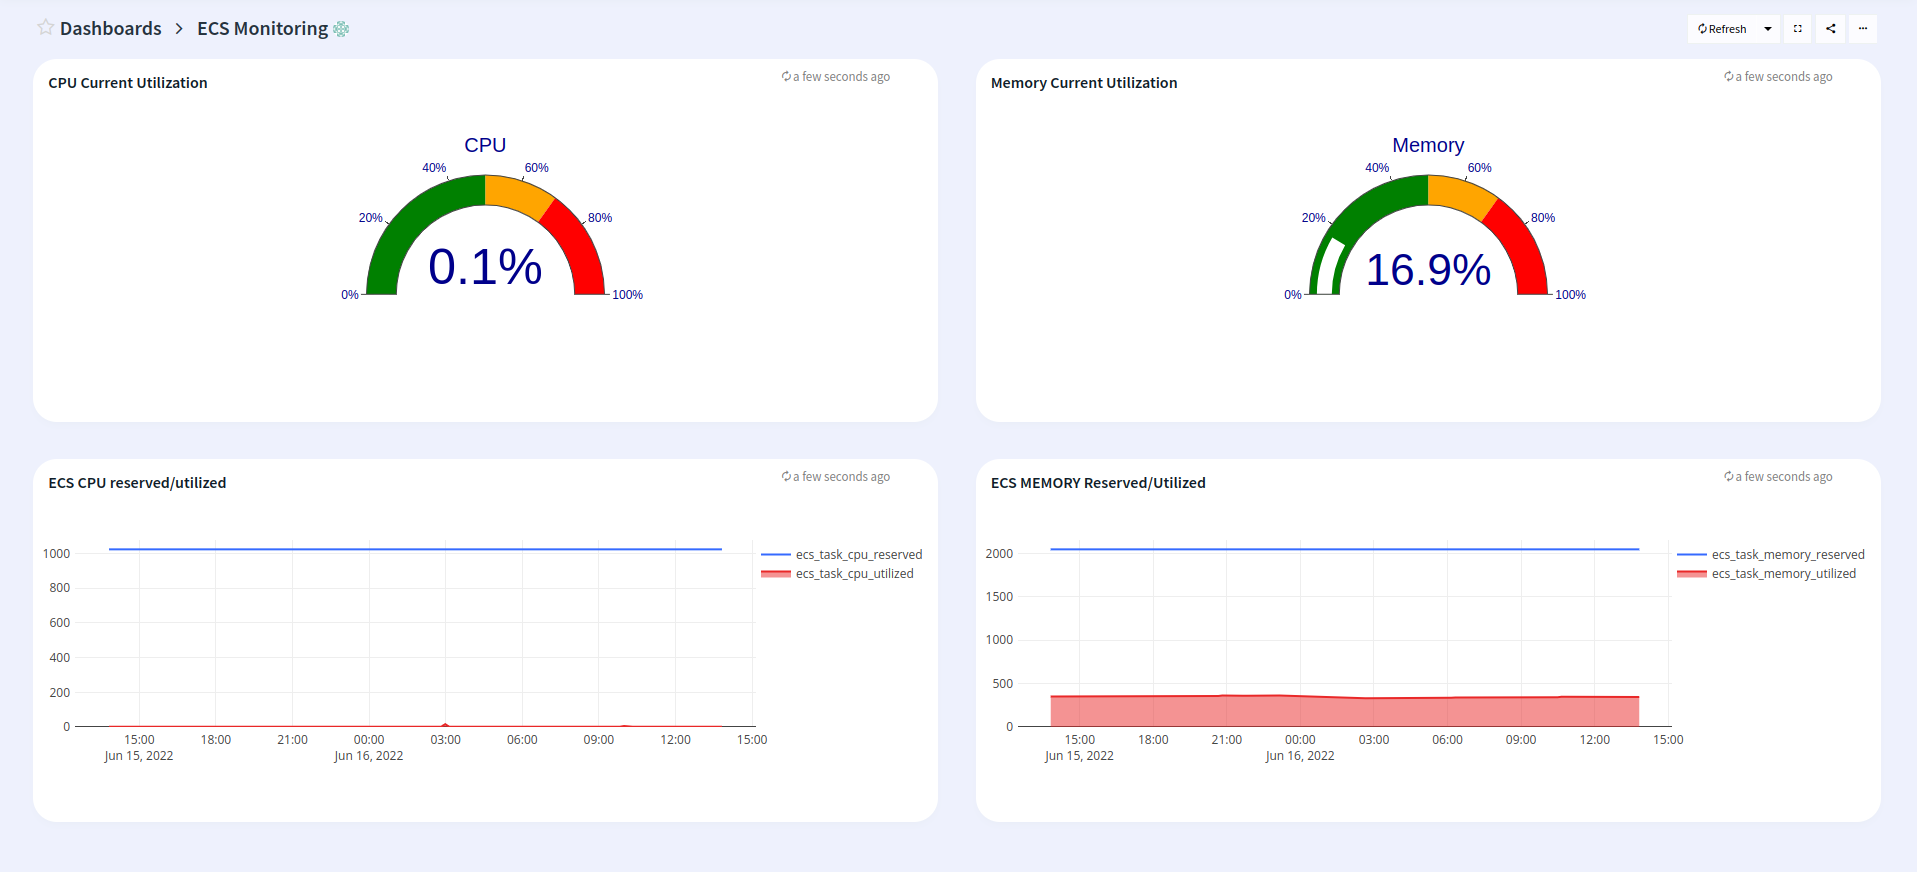 Dashboards > ECS Monitoring
Refresh
CPU Current Utilization
a few seconds ago
CPU
0%
20%
40%
60%
80%
100%
0.1%
Memory Current Utilization
a few seconds ago
Memory
0%
20%
40%
60%
80%
100%
16.9%
ECS CPU reserved/utilized
a few seconds ago
1000
800
600
400
200
0
15:00 18:00 21:00 00:00 03:00 06:00 09:00 12:00 15:00
Jun 15, 2022 Jun 16, 2022
ecs_task_cpu_reserved
ecs_task_cpu_utilized
ECS MEMORY Reserved/Utilized
a few seconds ago
2000
1500
1000
500
0
15:00 18:00 21:00 00:00 03:00 06:00 09:00 12:00 15:00
Jun 15, 2022 Jun 16, 2022
ecs_task_memory_reserved
ecs_task_memory_utilized